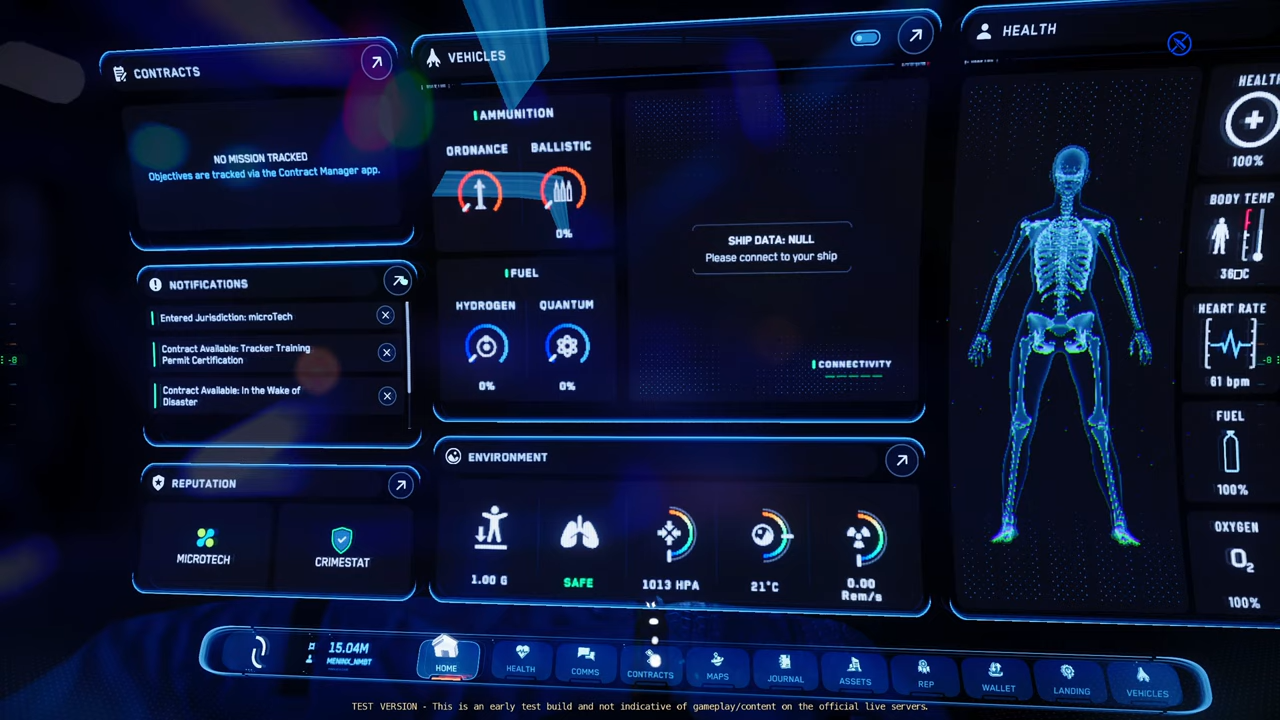 CONTRACTS
NO MISSION TRACKED
Objectives are tracked via the Contract Manager app.
NOTIFICATIONS
Entered Jurisdiction: microTech
Contract Available: Tracker Training
Permit Certification
Contract Available: In the Wake of
Disaster
REPUTATION
MICROTECH
CRIMESTAT
VEHICLES
AMMUNITION
ORDNANCE
BALLISTIC
0%
FUEL
HYDROGEN
QUANTUM
0%
0%
SHIP DATA: NULL
Please connect to your ship
CONNECTIVITY
ENVIRONMENT
1.00 G
SAFE
1013 HPA
21°C
0.00
Rem/s
HEALTH
HEALTH
100%
BODY TEMP
36□C
HEART RATE
61 bpm
FUEL
100%
OXYGEN
O₂
100%
-8
-8
15.04M
MENINX_NMBT
HOME
HEALTH
COMMS
CONTRACTS
MAPS
JOURNAL
ASSETS
REP
WALLET
LANDING
VEHICLES
TEST VERSION - This is an early test build and not indicative of gameplay/content on the official live servers.